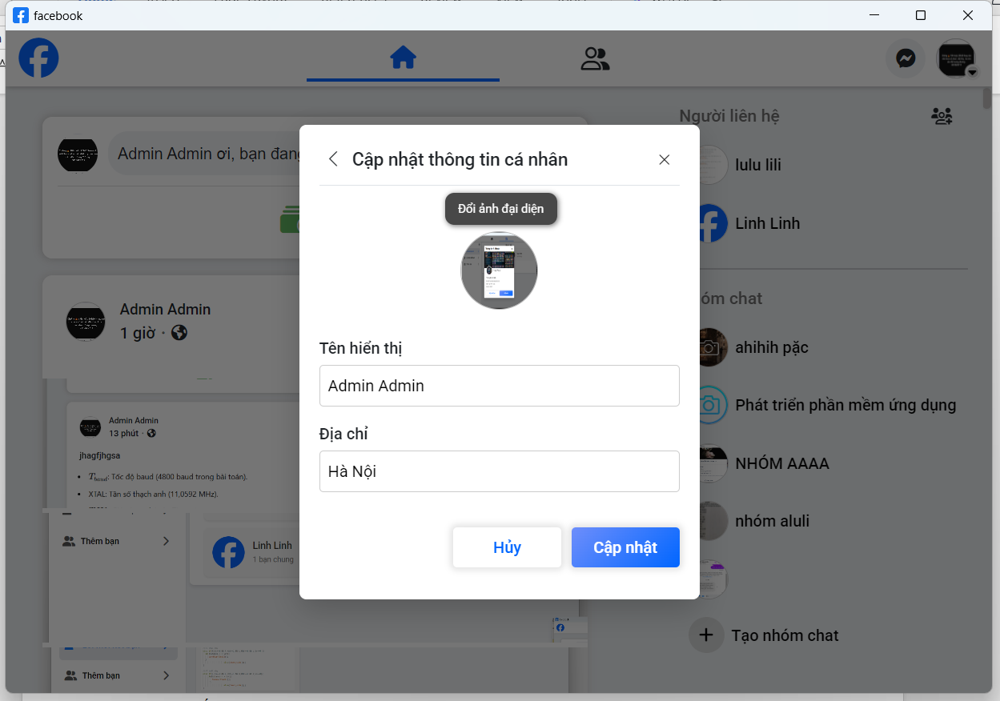 facebook
Người liên hệ
Admin Admin ơi, bạn đang
Cập nhật thông tin cá nhân
lulu lili
Đổi ảnh đại diện
Linh Linh
Admin Admin
1 giờ ·
óm chat
Tên hiển thị
ahihih pặc
Admin Admin
Phát triển phần mềm ứng dụng
Admin Admin
13 phút ·
Địa chỉ
jhagfjhgsa
Hà Nội
NHÓM AAAA
T_baud: Tốc độ baud (4800 baud trong bài toán).
XTAL: Tần số thạch anh (11,0592 MHz).
nhóm aluli
Thêm bạn
Linh Linh
1 bạn chung
Hủy
Cập nhật
Tạo nhóm chat
Thêm bạn